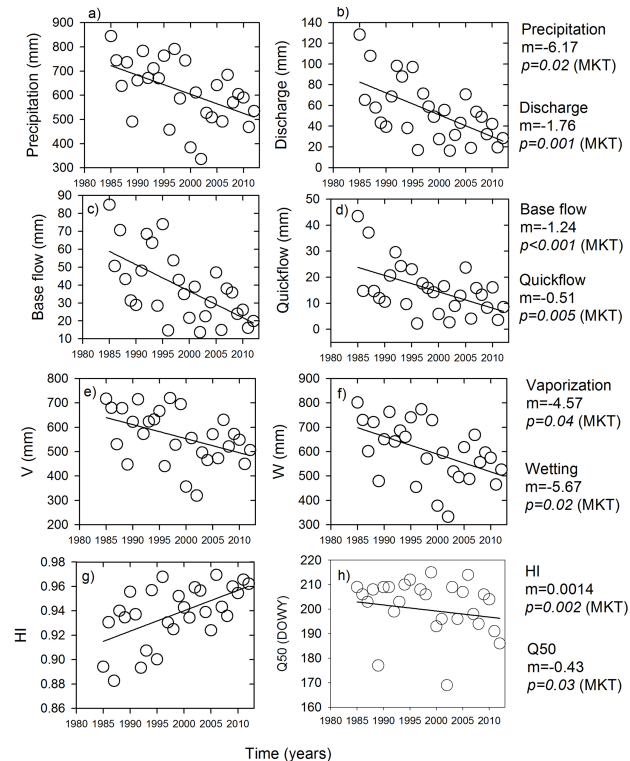 a)
900
800
700
600
500
400
300
Precipitation (mm)
1980 1985 1990 1995 2000 2005 2010
b)
140
120
100
80
60
40
20
0
Discharge (mm)
1980 1985 1990 1995 2000 2005 2010
Precipitation
m=-6.17
p=0.02 (MKT)
Discharge
m=-1.76
p=0.001 (MKT)
c)
90
80
70
60
50
40
30
20
10
Base flow (mm)
1980 1985 1990 1995 2000 2005 2010
d)
50
40
30
20
10
0
Quickflow (mm)
1980 1985 1990 1995 2000 2005 2010
Base flow
m=-1.24
p<0.001 (MKT)
Quickflow
m=-0.51
p=0.005 (MKT)
e)
800
700
600
500
400
300
200
V (mm)
1980 1985 1990 1995 2000 2005 2010
f)
900
800
700
600
500
400
300
W (mm)
1980 1985 1990 1995 2000 2005 2010
Vaporization
m=-4.57
p=0.04 (MKT)
Wetting
m=-5.67
p=0.02 (MKT)
g)
0.98
0.96
0.94
0.92
0.90
0.88
0.86
HI
1980 1985 1990 1995 2000 2005 2010
h)
220
210
200
190
180
170
160
Q50 (DOWY)
1980 1985 1990 1995 2000 2005 2010
HI
m=0.0014
p=0.002 (MKT)
Q50
m=-0.43
p=0.03 (MKT)
Time (years)